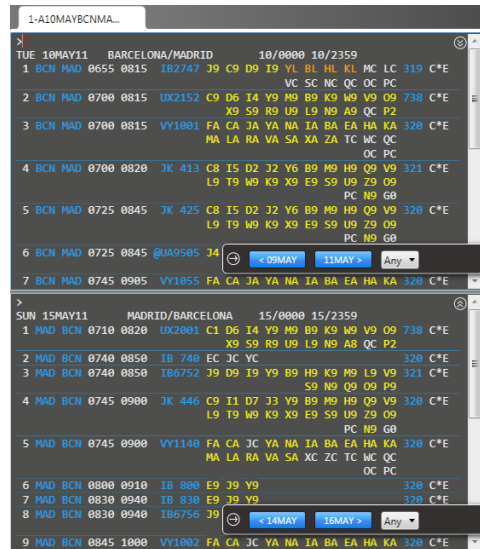 1-A10MAYBCNMA...
>
TUE 10MAY11 BARCELONA/MADRID 10/0000 10/2359
1 BCN MAD 0655 0815 IB2747 J9 C9 D9 I9 YL BL HL KL MC LC 319 C*E
VC SC NC QC OC PC
2 BCN MAD 0700 0815 UX2152 C9 D6 I4 Y9 M9 B9 K9 W9 V9 O9 738 C*E
X9 S9 R9 U9 L9 N9 A9 QC P2
3 BCN MAD 0700 0815 VY1001 FA CA JA YA NA IA BA EA HA KA 320 C*E
MA LA RA VA SA XA ZA TC WC QC
OC PC
4 BCN MAD 0700 0820 JK 413 C8 I5 D2 J2 Y6 B9 M9 H9 Q9 V9 321 C*E
L9 T9 W9 K9 X9 E9 S9 U9 Z9 O9
PC N9 G0
5 BCN MAD 0725 0845 JK 425 C8 I5 D2 J2 Y6 B9 M9 H9 Q9 V9 320 C*E
L9 T9 W9 K9 X9 E9 S9 U9 Z9 O9
PC N9 G0
6 BCN MAD 0725 0845 @UA9505 J4
< 09MAY 11MAY > Any
7 BCN MAD 0745 0905 VY1055 FA CA JA YA NA IA BA EA HA KA 320 C*E
>
SUN 15MAY11 MADRID/BARCELONA 15/0000 15/2359
1 MAD BCN 0710 0820 UX2001 C1 D6 I4 Y9 M9 B9 K9 W9 V9 O9 738 C*E
X9 S9 R9 U9 L9 N9 A8 QC P2
2 MAD BCN 0740 0850 IB 740 EC JC YC 320 C*E
3 MAD BCN 0740 0850 IB6752 J9 D9 I9 Y9 B9 H9 K9 M9 L9 V9 321 C*E
S9 N9 Q9 O9 P9
4 MAD BCN 0745 0900 JK 446 C9 I1 D7 J3 Y9 B9 M9 H9 Q9 V9 320 C*E
L9 T9 W9 K9 X9 E9 S9 U9 Z9 O9
PC N9 G0
5 MAD BCN 0745 0900 VY1140 FA CA JC YA NA IA BA EA HA KA 320 C*E
MA LA RA VA SA XC ZC TC WC QC
OC PC
6 MAD BCN 0800 0910 IB 800 E9 J9 Y9 320 C*E
7 MAD BCN 0830 0940 IB 830 E9 J9 Y9 320 C*E
8 MAD BCN 0830 0940 IB6756 J9
< 14MAY 16MAY > Any
9 MAD BCN 0845 1000 VY1002 FA CA JC YA NA IA BA EA HA KA 320 C*E